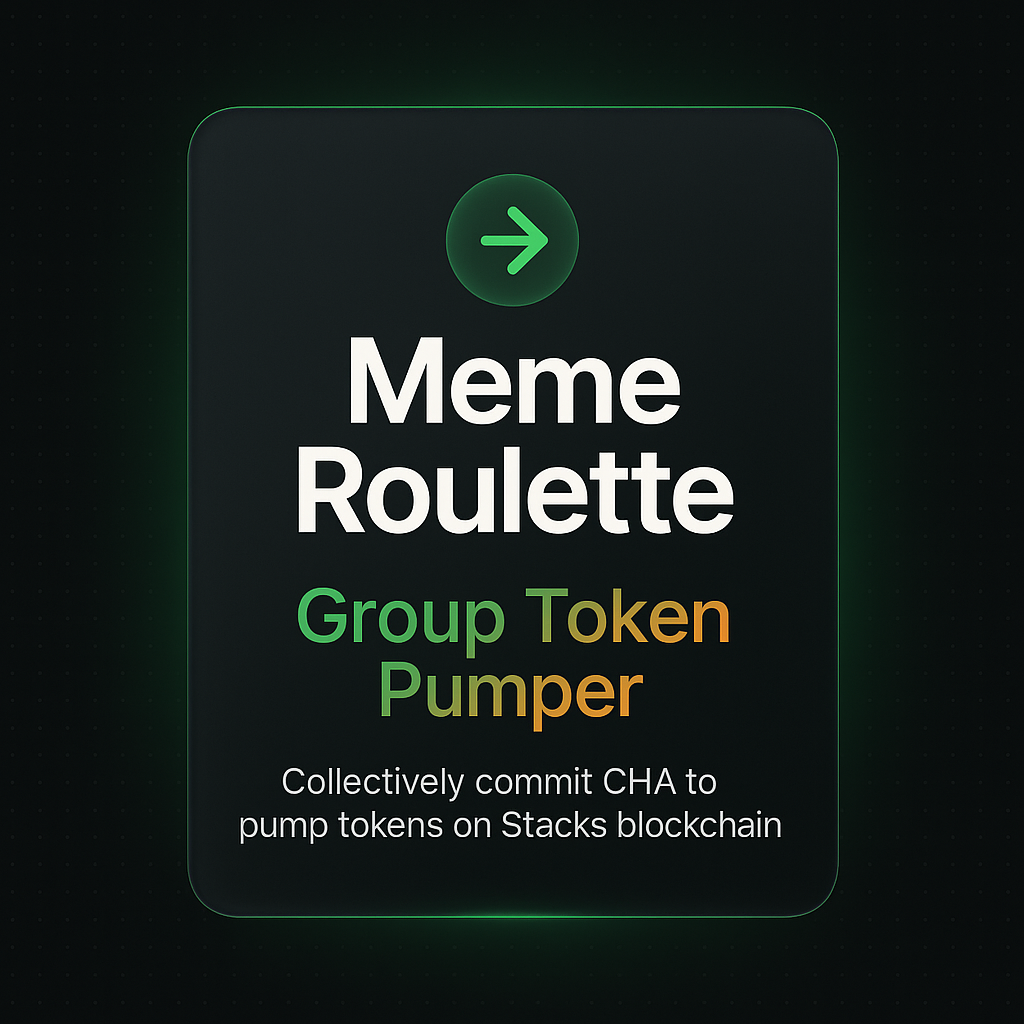 Meme
Roulette
Group Token
Pumper
Collectively commit CHA to
pump tokens on Stacks blockchain